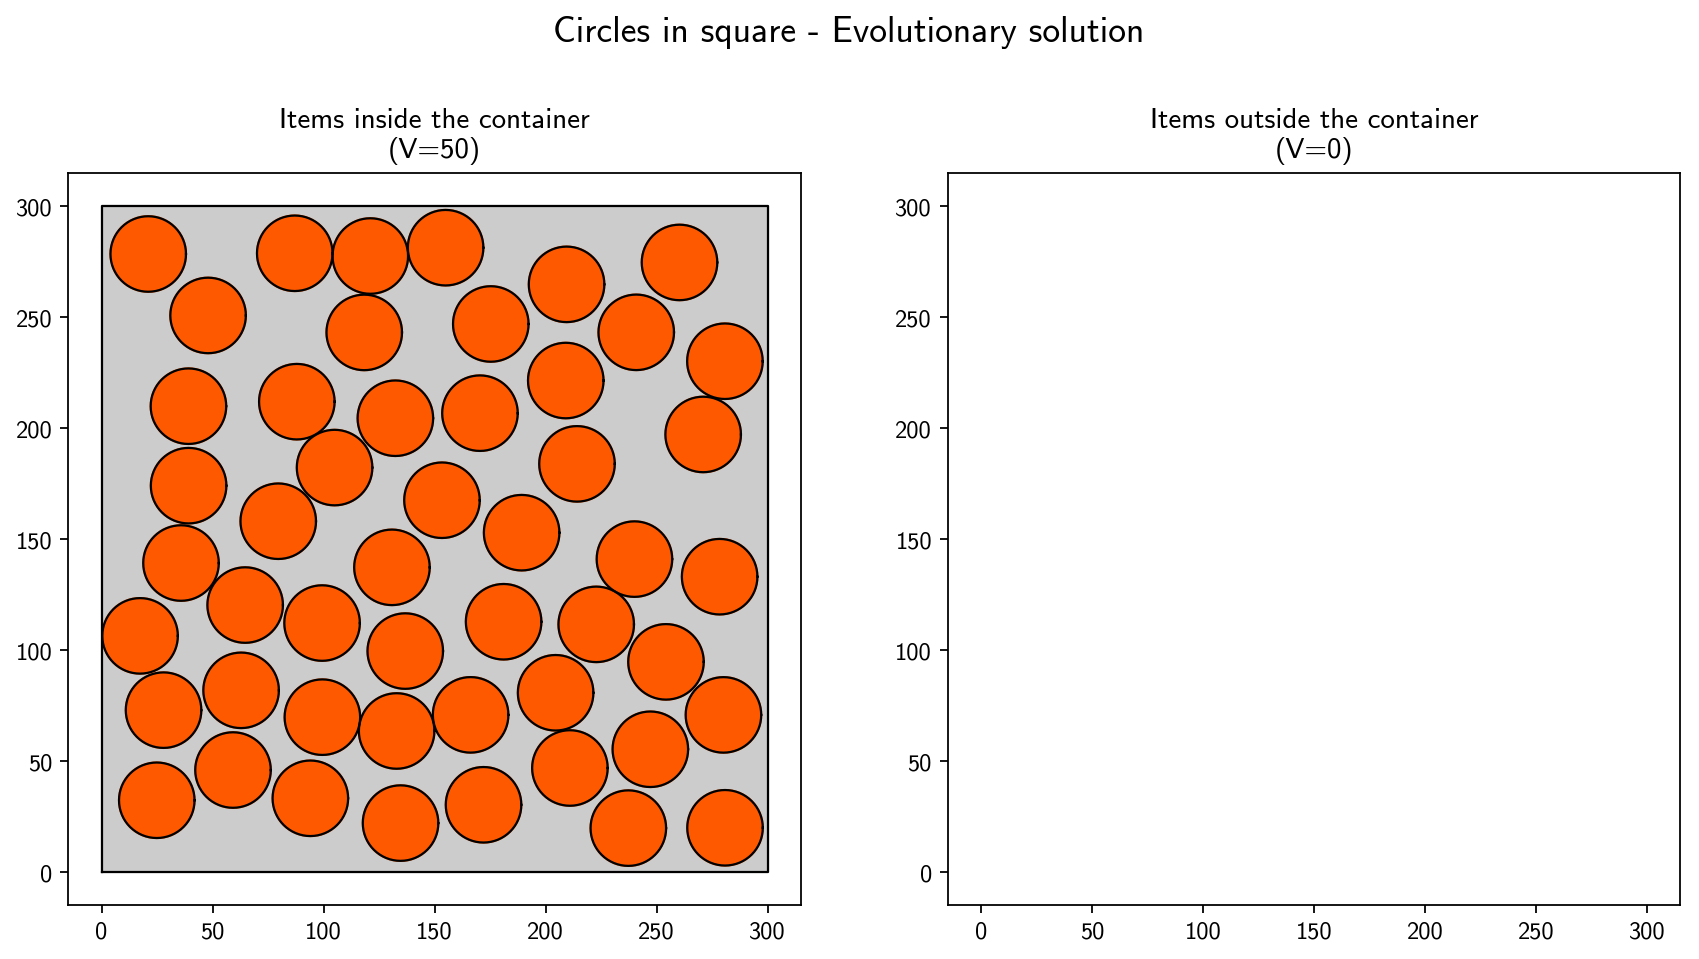 Circles in square - Evolutionary solution
Items inside the container
(V=50)
300
250
200
150
100
50
0
0 50 100 150 200 250 300
Items outside the container
(V=0)
300
250
200
150
100
50
0
0 50 100 150 200 250 300